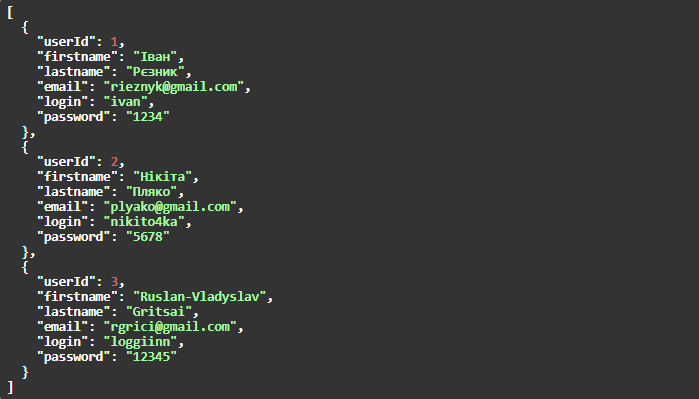 [
  {
    "userId": 1,
    "firstname": "Іван",
    "lastname": "Рєзник",
    "email": "rieznyk@gmail.com",
    "login": "ivan",
    "password": "1234"
  },
  {
    "userId": 2,
    "firstname": "Нікіта",
    "lastname": "Пляко",
    "email": "plyako@gmail.com",
    "login": "nikito4ka",
    "password": "5678"
  },
  {
    "userId": 3,
    "firstname": "Ruslan-Vladyslav",
    "lastname": "Gritsai",
    "email": "rgrici@gmail.com",
    "login": "loggiinn",
    "password": "12345"
  }
]